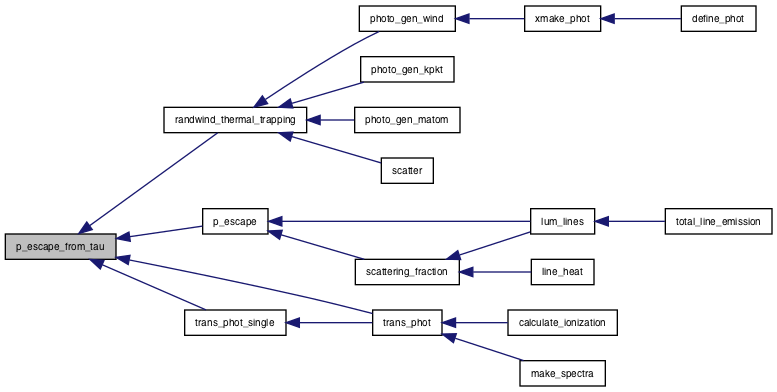 photo_gen_wind
xmake_phot
define_phot
photo_gen_kpkt
randwind_thermal_trapping
photo_gen_matom
scatter
p_escape
lum_lines
total_line_emission
p_escape_from_tau
scattering_fraction
line_heat
trans_phot_single
trans_phot
calculate_ionization
make_spectra